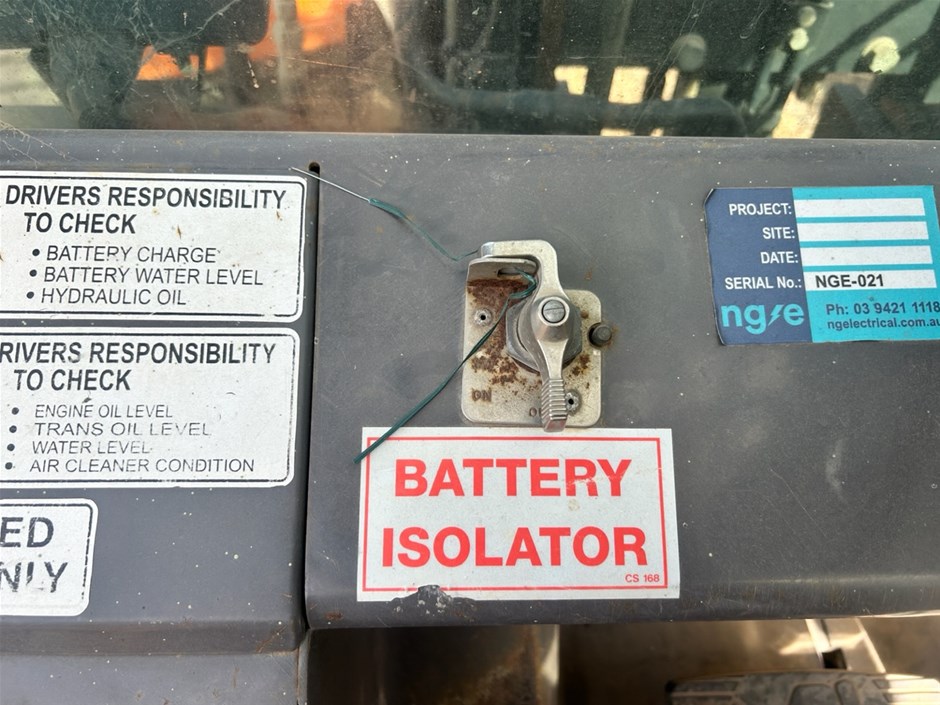 DRIVERS RESPONSIBILITY
TO CHECK
• BATTERY CHARGE
• BATTERY WATER LEVEL
• HYDRAULIC OIL
RIVERS RESPONSIBILITY
TO CHECK
• ENGINE OIL LEVEL
• TRANS OIL LEVEL
• WATER LEVEL
• AIR CLEANER CONDITION
ED
NLY
ON
BATTERY
ISOLATOR
CS 168
PROJECT:
SITE:
DATE:
SERIAL No.: NGE-021
nge Ph: 03 9421 1118
ngelectrical.com.au